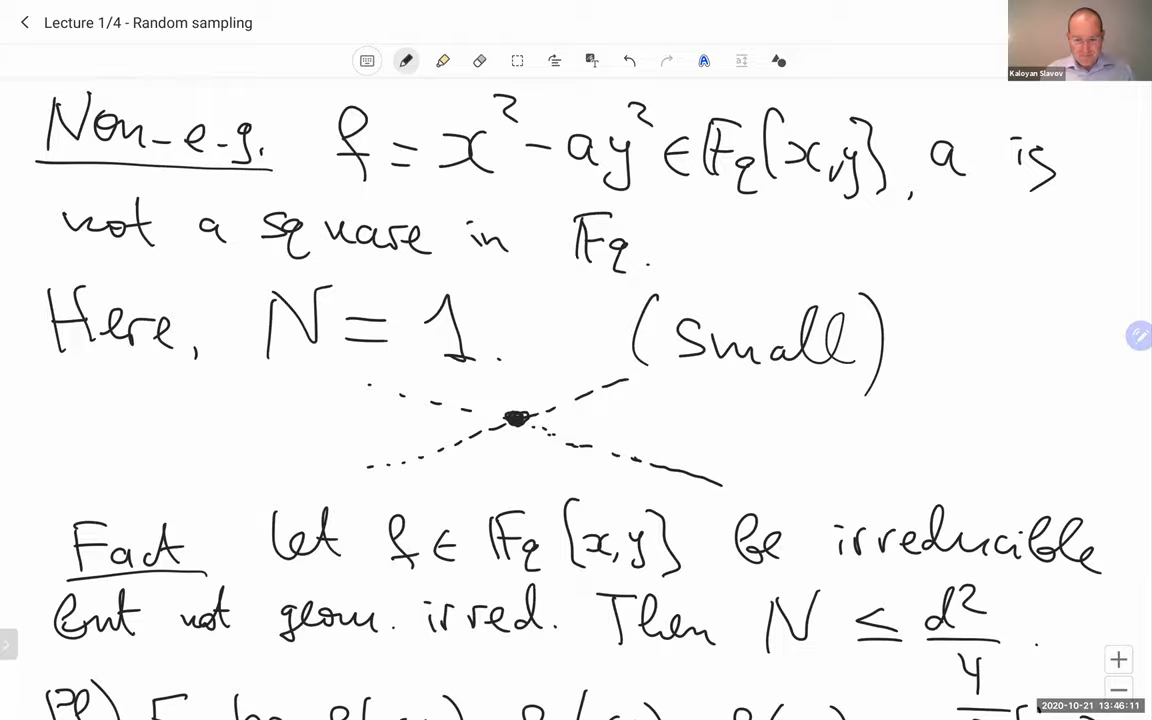 Lecture 1/4 - Random sampling
Kaloyan Slavov
Non-e.g. f = x² - ay² ∈ 𝔽q[x,y], a is
not a square in 𝔽q.
Here, N = 1. (small)
Fact Let f ∈ 𝔽q[x,y] be irreducible
but not geom. irred. Then N ≤ d²/4.
2020-10-21 13:46:11